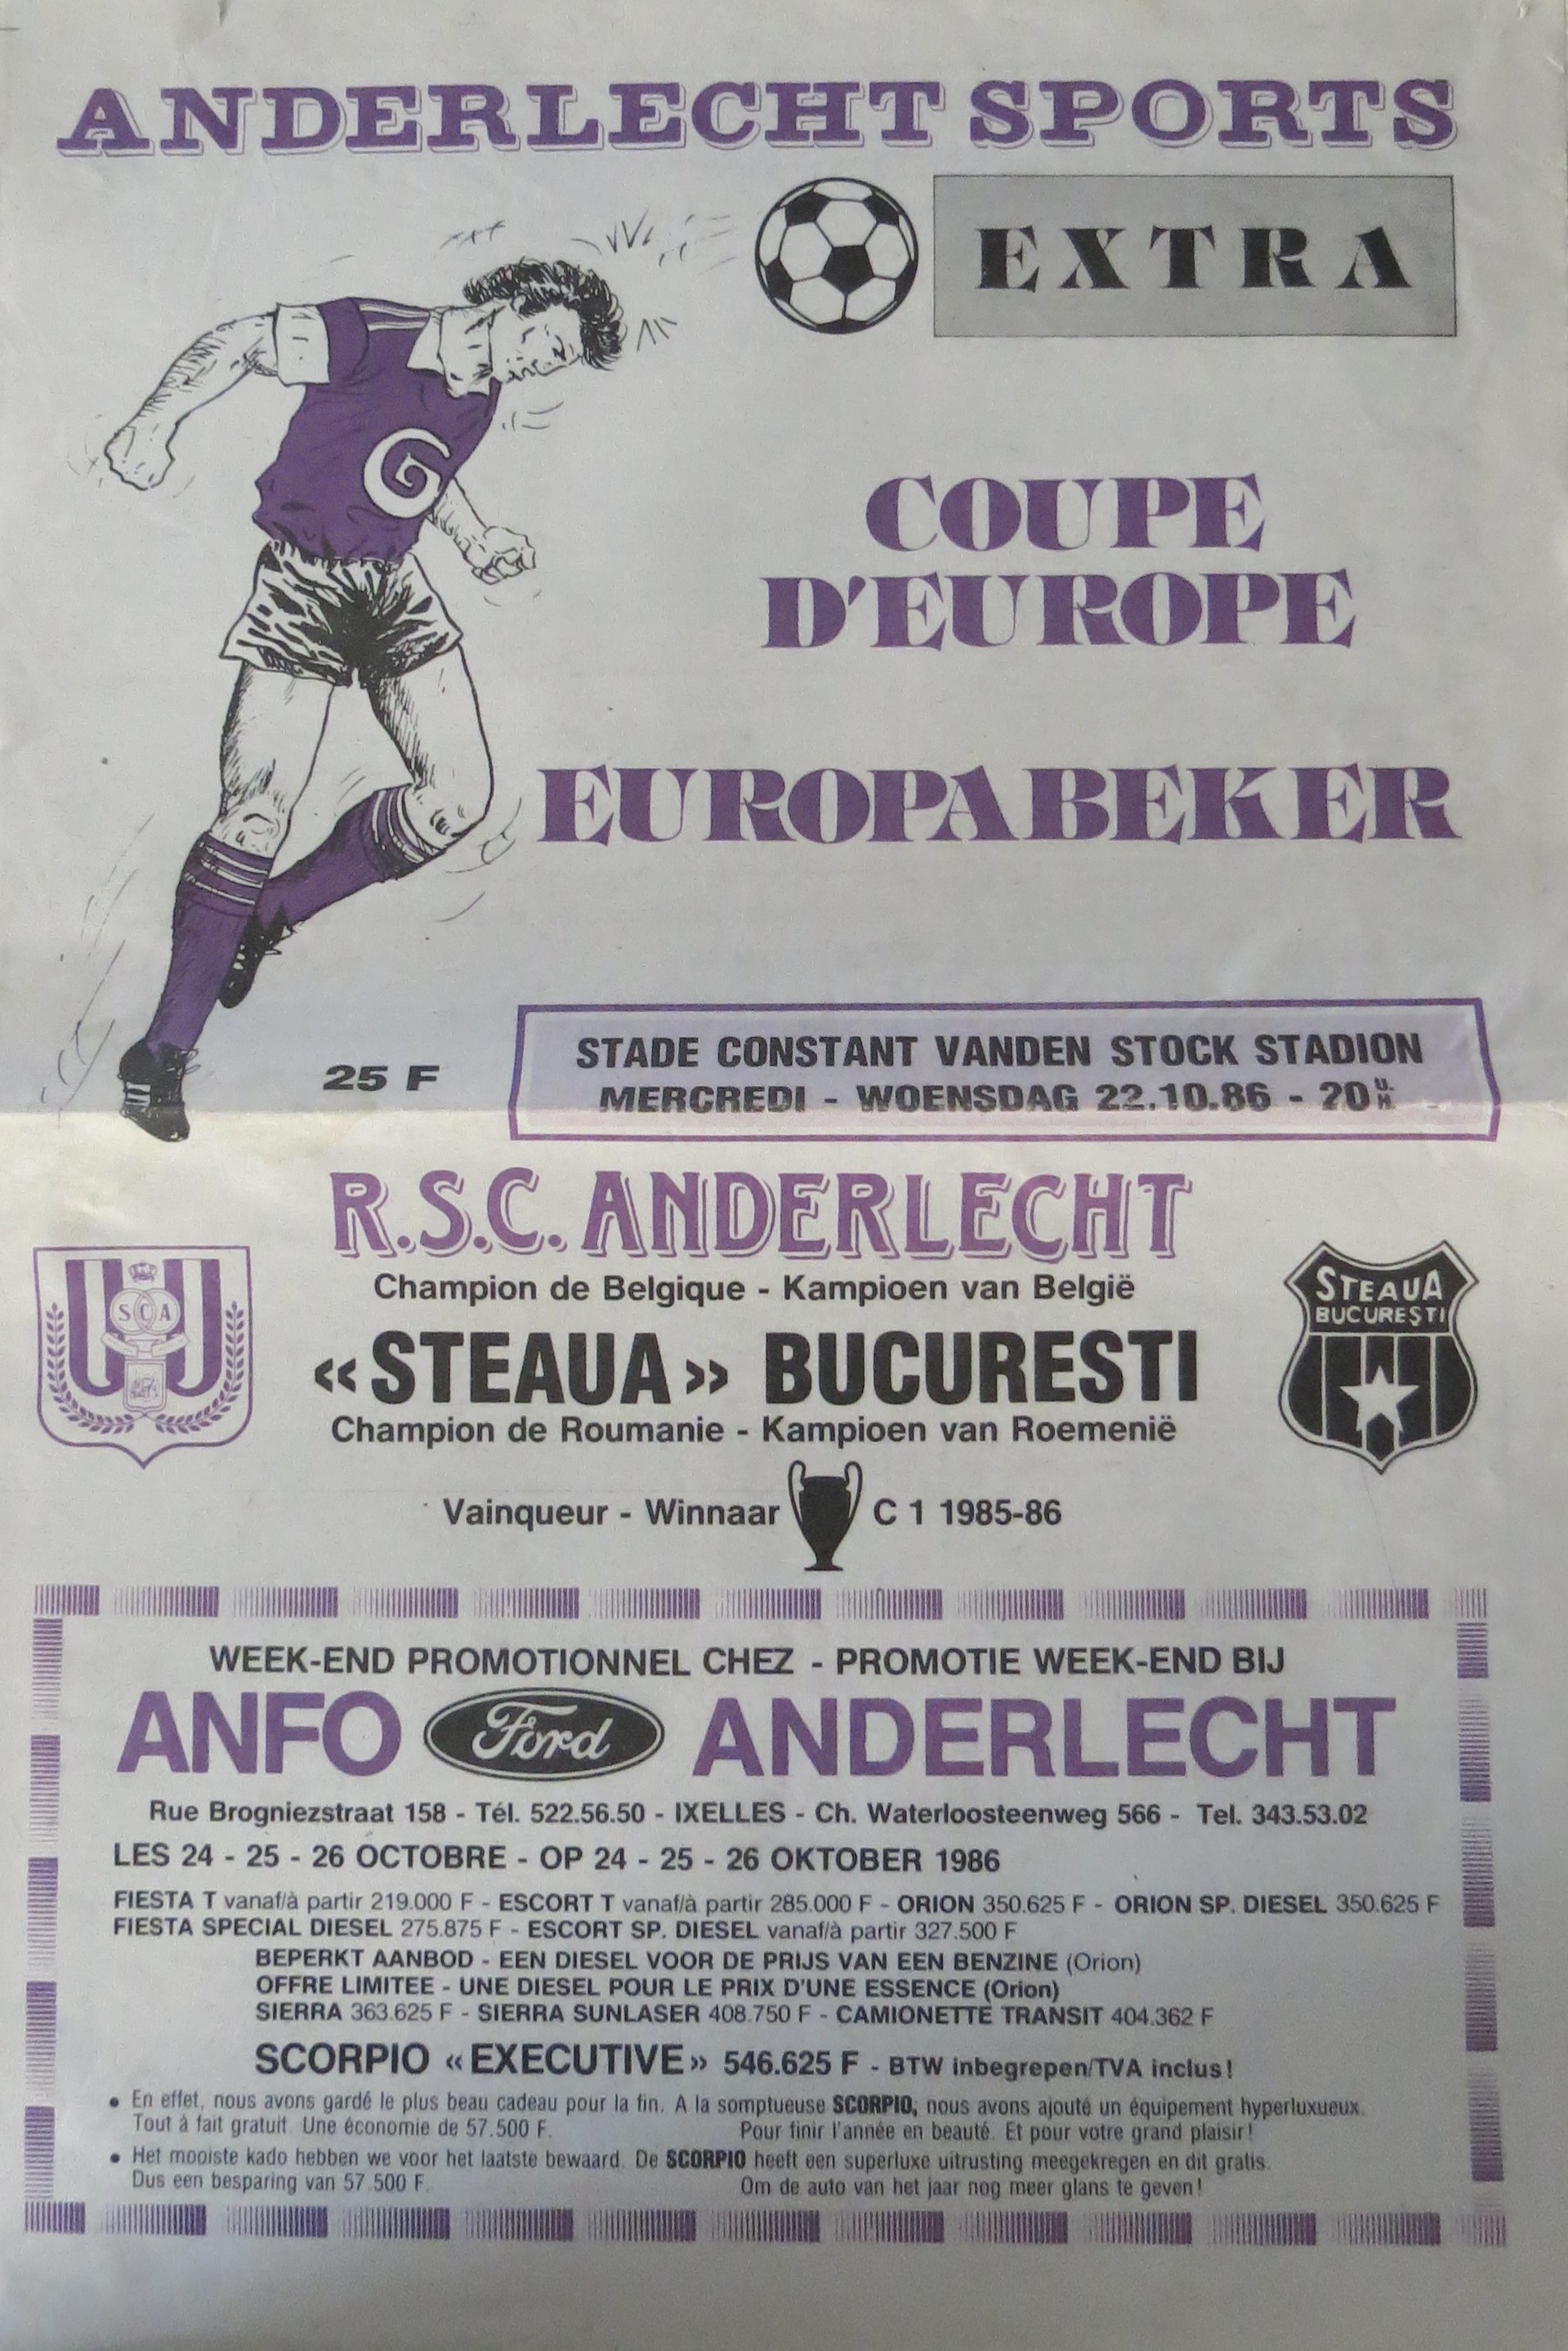 ANDERLECHT SPORTS
EXTRA
G
COUPE
D'EUROPE
EUROPABEKER
25 F
STADE CONSTANT VANDEN STOCK STADION
MERCREDI - WOENSDAG 22.10.86 - 20 U. H
R.S.C. ANDERLECHT
Champion de Belgique - Kampioen van België
SCA
«STEAUA» BUCURESTI
STEAUA
BUCUREŞTI
Champion de Roumanie - Kampioen van Roemenië
Vainqueur - Winnaar C 1 1985-86
WEEK-END PROMOTIONNEL CHEZ - PROMOTIE WEEK-END BIJ
ANFO Ford ANDERLECHT
Rue Brogniezstraat 158 - Tél. 522.56.50 - IXELLES - Ch. Waterloosteenweg 566 - Tel. 343.53.02
LES 24 - 25 - 26 OCTOBRE - OP 24 - 25 - 26 OKTOBER 1986
FIESTA T vanaf/à partir 219.000 F - ESCORT T vanaf/à partir 285.000 F - ORION 350.625 F - ORION SP. DIESEL 350.625 F
FIESTA SPECIAL DIESEL 275.875 F - ESCORT SP. DIESEL vanaf/à partir 327.500 F
BEPERKT AANBOD - EEN DIESEL VOOR DE PRIJS VAN EEN BENZINE (Orion)
OFFRE LIMITEE - UNE DIESEL POUR LE PRIX D'UNE ESSENCE (Orion)
SIERRA 363.625 F - SIERRA SUNLASER 408.750 F - CAMIONETTE TRANSIT 404.362 F
SCORPIO «EXECUTIVE» 546.625 F - BTW inbegrepen/TVA inclus!
• En effet, nous avons gardé le plus beau cadeau pour la fin. A la somptueuse SCORPIO, nous avons ajouté un équipement hyperluxueux.
Tout à fait gratuit. Une économie de 57.500 F. Pour finir l'année en beauté. Et pour votre grand plaisir!
• Het mooiste kado hebben we voor het laatste bewaard. De SCORPIO heeft een superluxe uitrusting meegekregen en dit gratis.
Dus een besparing van 57.500 F. Om de auto van het jaar nog meer glans te geven!